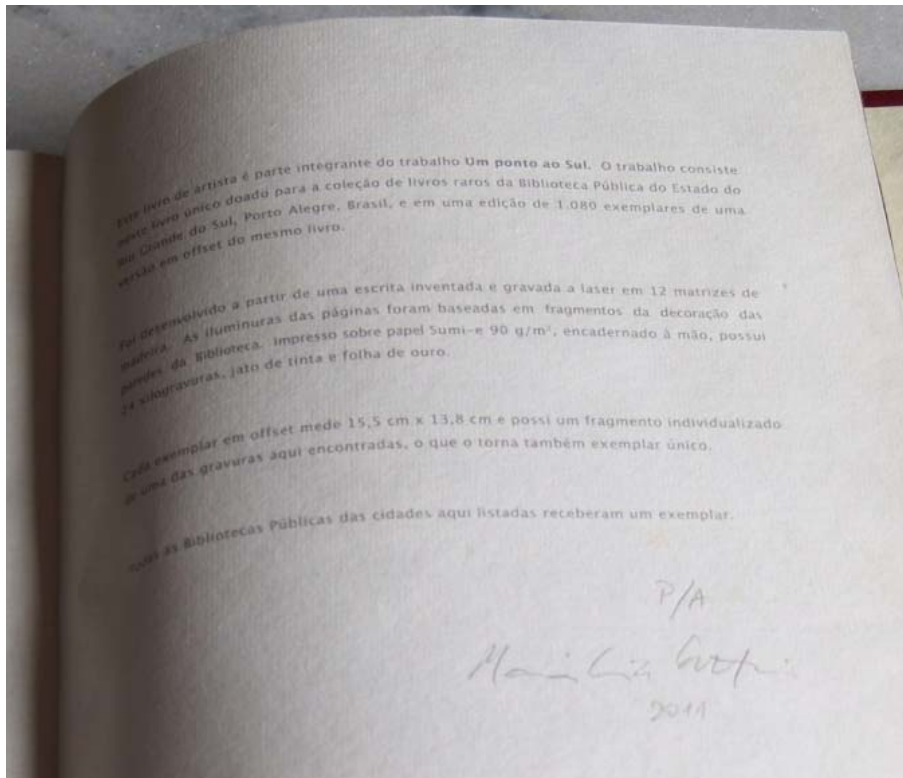 Este livro de artista é parte integrante do trabalho Um ponto ao Sul. O trabalho consiste
neste livro único doado para a coleção de livros raros da Biblioteca Pública do Estado do
Rio Grande do Sul, Porto Alegre, Brasil, e em uma edição de 1.080 exemplares de uma
versão em offset do mesmo livro.
Foi desenvolvido a partir de uma escrita inventada e gravada a laser em 12 matrizes de
madeira. As iluminuras das páginas foram baseadas em fragmentos da decoração das
paredes da Biblioteca. Impresso sobre papel Sumi-e 90 g/m², encadernado à mão, possui
24 xilogravuras, jato de tinta e folha de ouro.
Cada exemplar em offset mede 15,5 cm x 13,8 cm e possi um fragmento individualizado
de uma das gravuras aqui encontradas, o que o torna também exemplar único.
as Bibliotecas Públicas das cidades aqui listadas receberam um exemplar.
P/A
2011